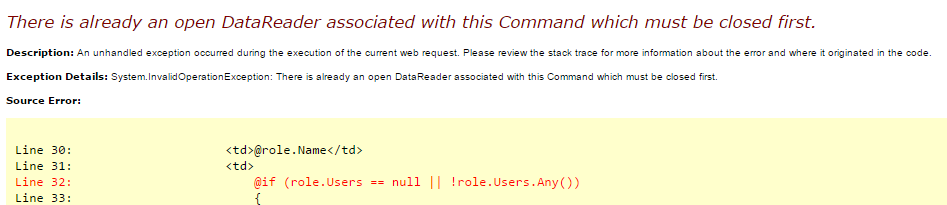 There is already an open DataReader associated with this Command which must be closed first.
Description: An unhandled exception occurred during the execution of the current web request. Please review the stack trace for more information about the error and where it originated in the code.
Exception Details: System.InvalidOperationException: There is already an open DataReader associated with this Command which must be closed first.
Source Error:
Line 30:                     <td>@role.Name</td>
Line 31:                     <td>
Line 32:                         @if (role.Users == null || !role.Users.Any())
Line 33:                         {